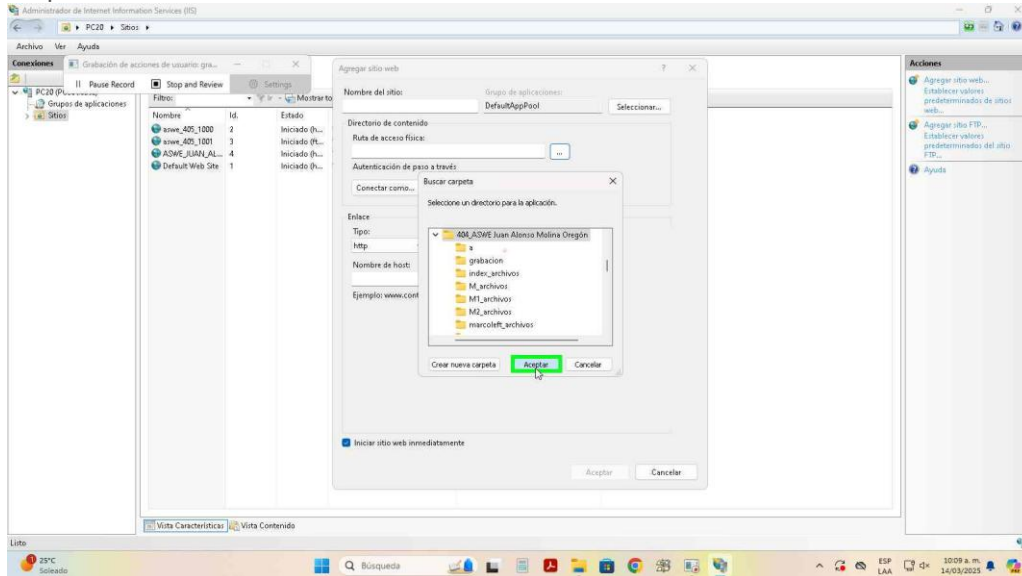 Administrador de Internet Information Services (IIS)
PC20 ▸ Sitios ▸
Archivo Ver Ayuda
Conexiones
Grabación de acciones de usuario: gra...
Pause Record Stop and Review Settings
PC20
Grupos de aplicaciones
Sitios
Filtro: Mostrar to
Nombre Id. Estado
aswe_405_1000 2 Iniciado (h...
aswe_405_1001 3 Iniciado (ft...
ASWE_JUAN_AL... 4 Iniciado (h...
Default Web Site 1 Iniciado (h...
Agregar sitio web ? ×
Nombre del sitio: Grupo de aplicaciones:
DefaultAppPool Seleccionar...
Directorio de contenido
Ruta de acceso física:
...
Autenticación de paso a través
Conectar como...
Buscar carpeta
Seleccione un directorio para la aplicación.
404_ASWE Juan Alonso Molina Oregón
a
grabacion
index_archivos
M_archivos
M1_archivos
M2_archivos
marcoleft_archivos
Crear nueva carpeta Aceptar Cancelar
Enlace
Tipo:
http
Nombre de host:
Ejemplo: www.cont
Iniciar sitio web inmediatamente
Aceptar Cancelar
Acciones
Agregar sitio web...
Establecer valores
predeterminados de sitios
web...
Agregar sitio FTP...
Establecer valores
predeterminados del sitio
FTP...
Ayuda
Vista Características Vista Contenido
Listo
1
25°C
Soleado
Búsqueda
ESP
LAA
10:09 a. m.
14/03/2025